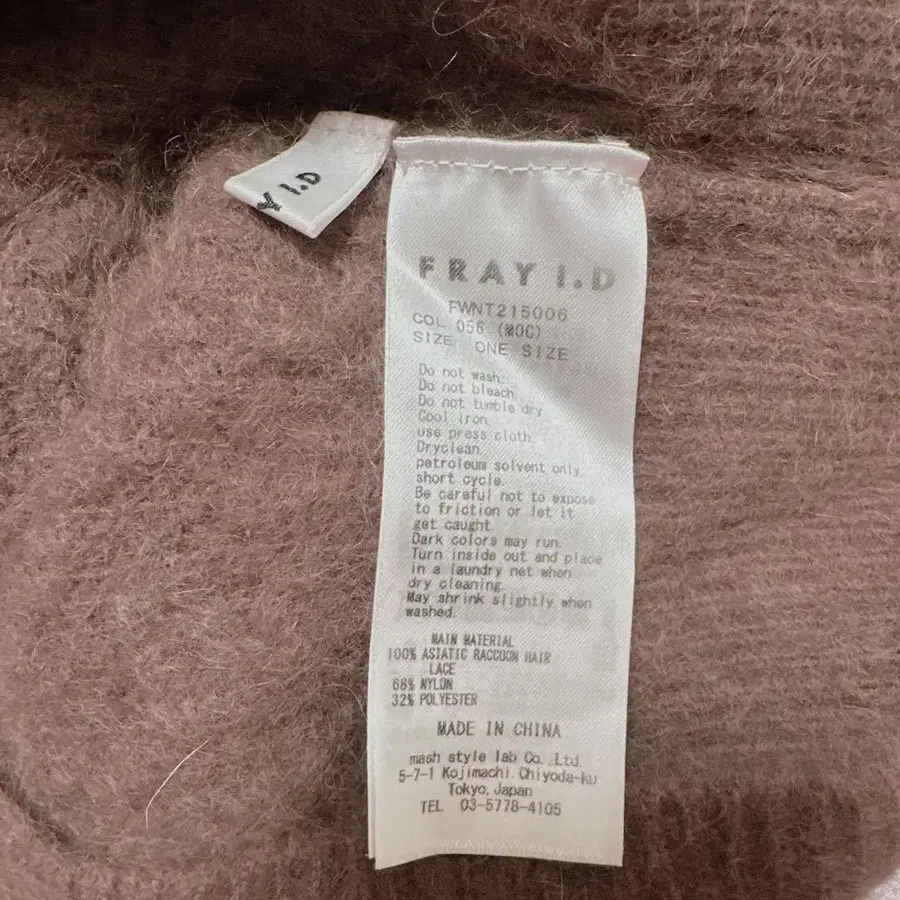 Y I.D
FRAY I.D
FWNT215006
COL 056 (MOC)
SIZE ONE SIZE
Do not wash.
Do not bleach.
Do not tumble dry
Cool iron.
use press cloth.
Dryclean.
petroleum solvent only
short cycle.
Be careful not to expose
to friction or let it
get caught.
Dark colors may run.
Turn inside out and place
in a laundry net when
dry cleaning.
May shrink slightly when
washed.
MAIN MATERIAL
100% ASIATIC RACCOON HAIR
LACE
68% NYLON
32% POLYESTER
MADE IN CHINA
mash style lab Co.,Ltd.
5-7-1 Kojimachi.Chiyoda-ku
Tokyo,Japan
TEL 03-5778-4105